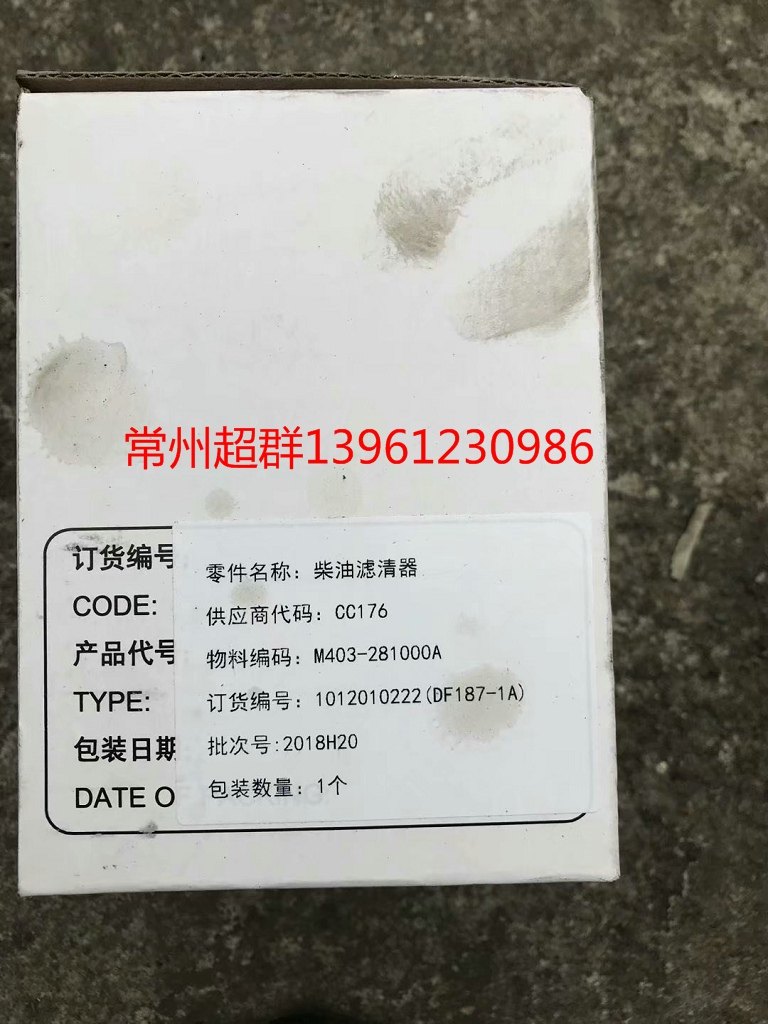 常州超群13961230986
订货编号
CODE:
产品代号
TYPE:
包装日期
DATE O
零件名称：柴油滤清器
供应商代码：CC176
物料编码：M403-281000A
订货编号：1012010222(DF187-1A)
批次号:2018H20
包装数量：1个